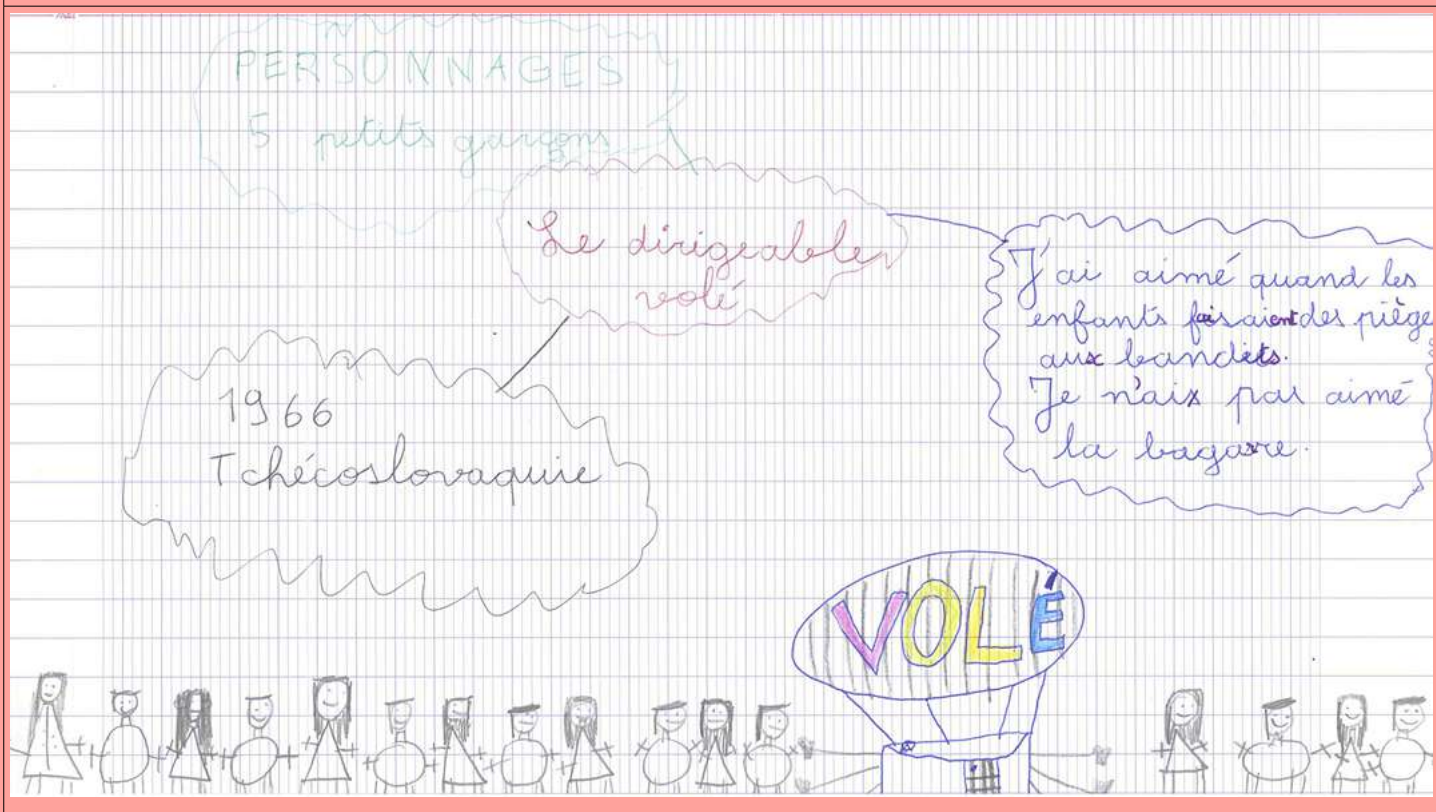 PERSONNAGES
5 petits garçons
Le dirigeable
volé
J'ai aimé quand les
enfants faisaient des piège
aux bandits.
Je n'aix pas aimé
la bagarre.
1966
Tchécoslovaquie
VOLÉ